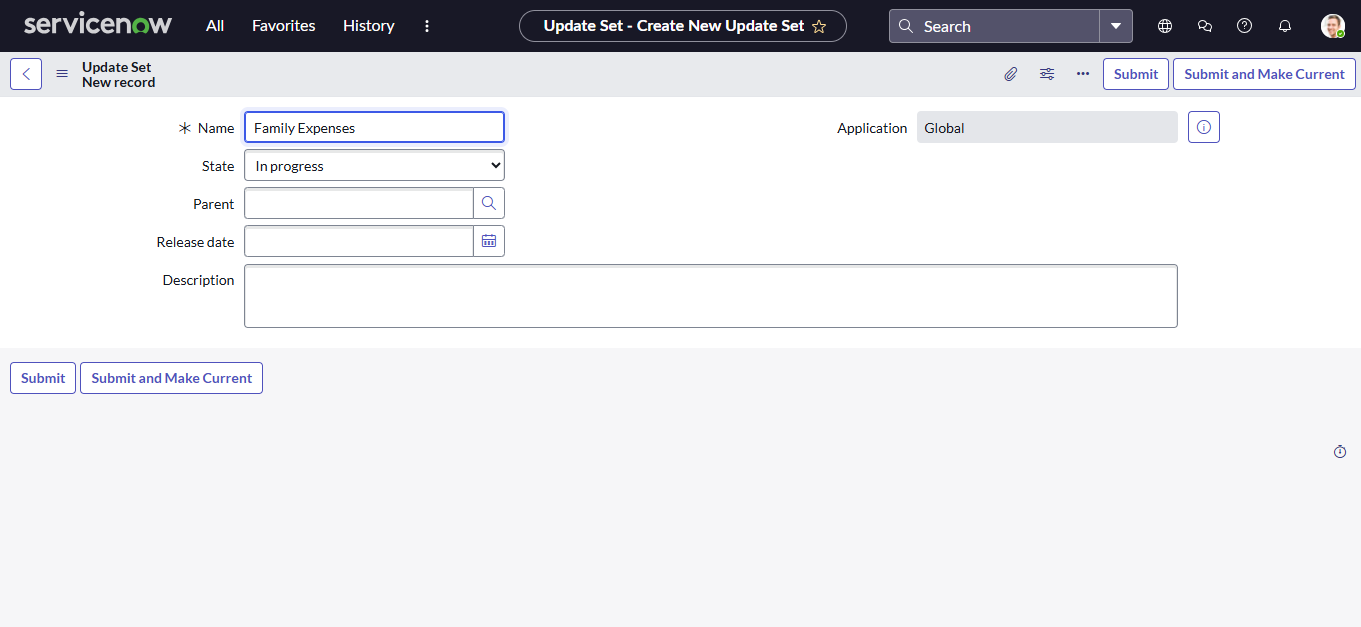 servicenow All Favorites History Update Set - Create New Update Set Search
Update Set
New record
Submit Submit and Make Current
Name Family Expenses Application Global
State In progress
Parent
Release date
Description
Submit Submit and Make Current